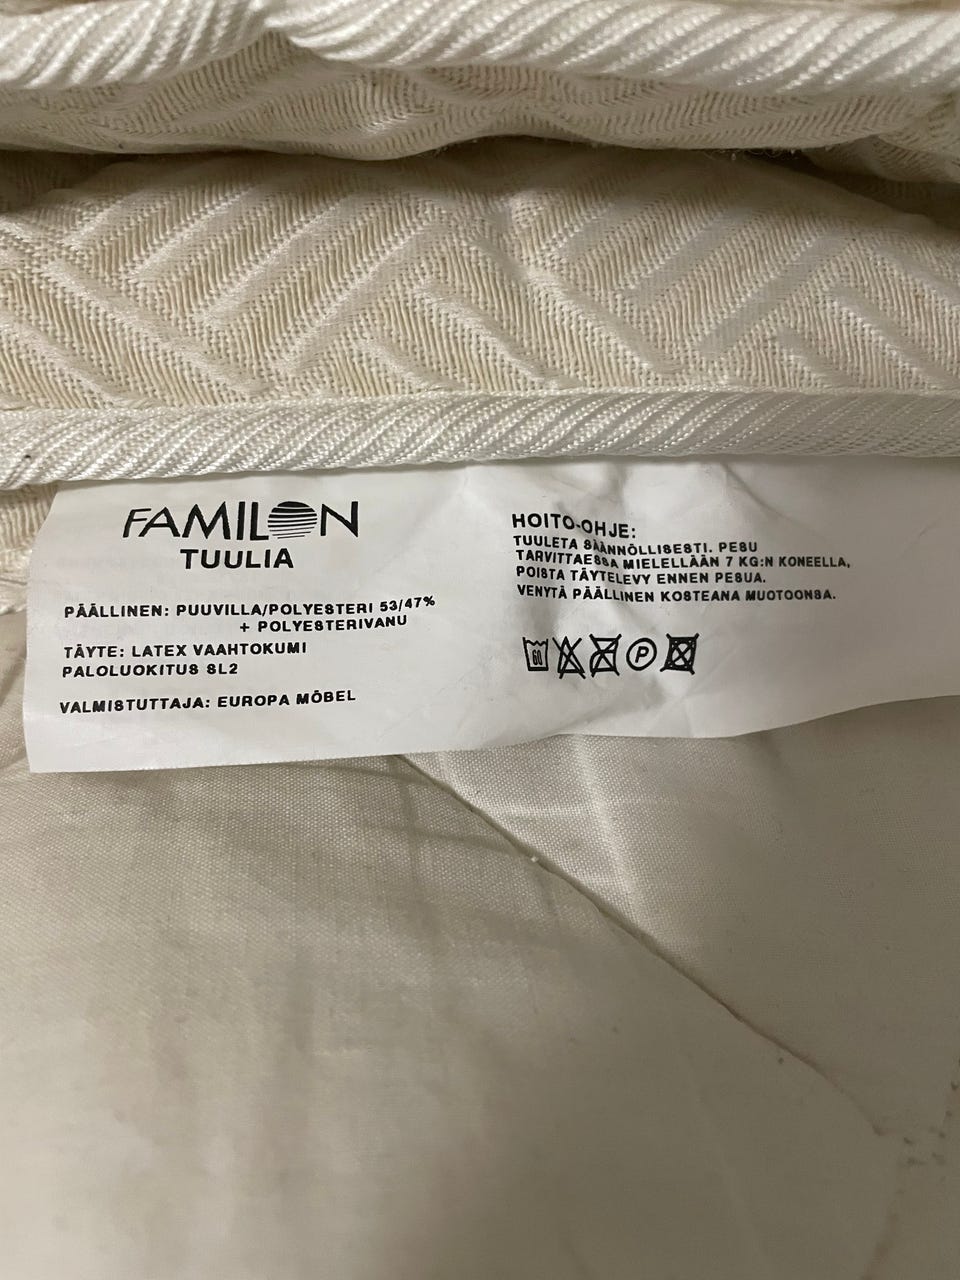 FAMILON
TUULIA
PÄÄLLINEN: PUUVILLA/POLYESTERI 53/47%
+ POLYESTERIVANU
TÄYTE: LATEX VAAHTOKUMI
PALOLUOKITUS SL2
VALMISTUTTAJA: EUROPA MÖBEL
HOITO-OHJE:
TUULETA SÄÄNNÖLLISESTI. PESU
TARVITTAESSA MIELELLÄÄN 7 KG:N KONEELLA,
POISTA TÄYTELEVY ENNEN PESUA.
VENYTÄ PÄÄLLINEN KOSTEANA MUOTOONSA.
60 P